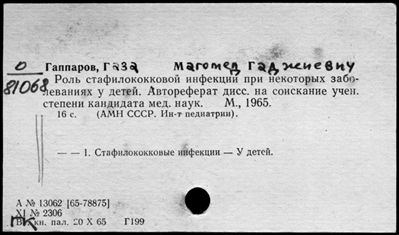 0 Гаппаров, Газа Магомед Гаджиевич
81068 Роль стафилококковой инфекции при некоторых забо-
леваниях у детей. Автореферат дисс. на соискание учен.
степени кандидата мед. наук. М., 1965.
16 с. (АМН СССР. Ин-т педиатрии).
— — 1. Стафилококковые инфекции — У детей.
А № 13062 [65-78875]
XI № 2306
кн. пал. 20 X 65 Г199